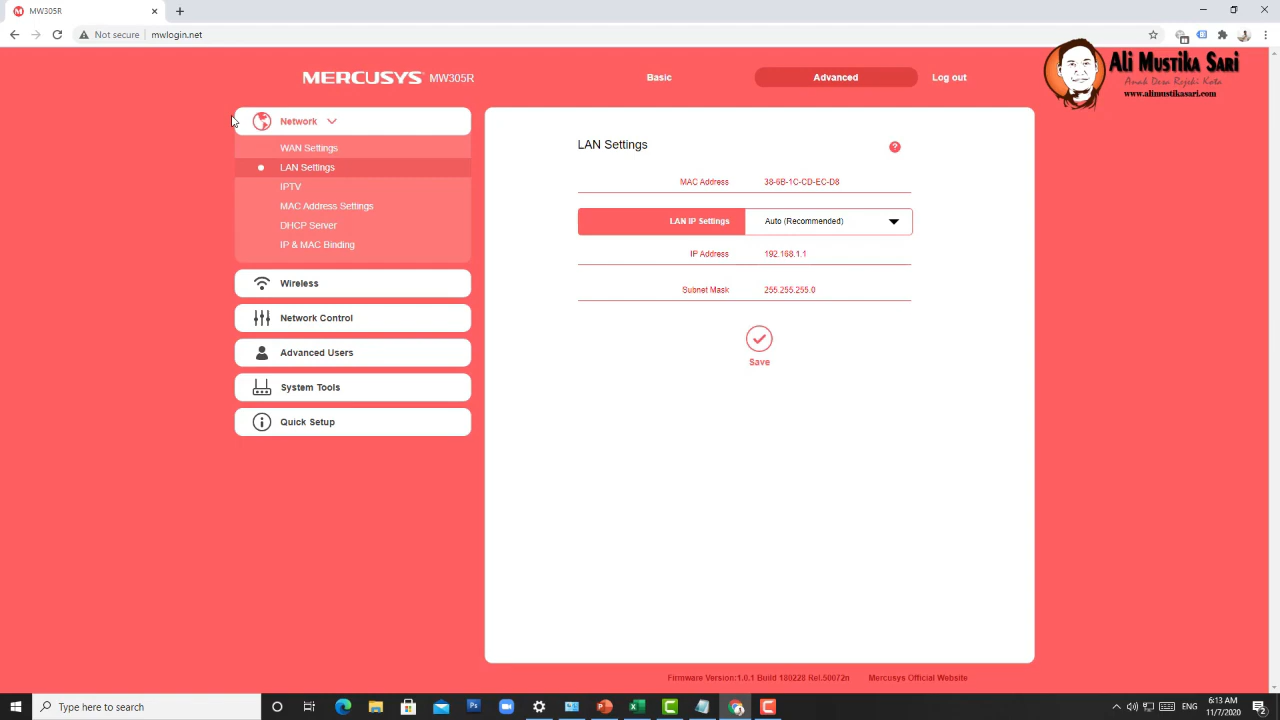 MW305R
Not secure
mwlogin.net
Ali Mustika Sari
Anak Desa Rejeki Kota
www.alimustikasari.com
MERCUSYS MW305R
Basic
Advanced
Log out
Network
WAN Settings
LAN Settings
IPTV
MAC Address Settings
DHCP Server
IP & MAC Binding
Wireless
Network Control
Advanced Users
System Tools
Quick Setup
LAN Settings
?
MAC Address 38-6B-1C-CD-EC-D8
LAN IP Settings Auto (Recommended)
IP Address 192.168.1.1
Subnet Mask 255.255.255.0
Save
Firmware Version:1.0.1 Build 180228 Rel.50072n
Mercusys Official Website
Type here to search
ENG
6:13 AM
11/7/2020
2